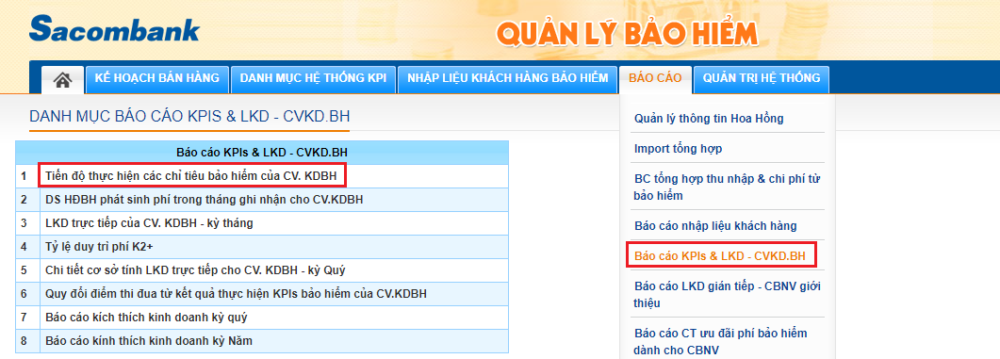 Sacombank
QUẢN LÝ BẢO HIỂM
KẾ HOẠCH BÁN HÀNG
DANH MỤC HỆ THỐNG KPI
NHẬP LIỆU KHÁCH HÀNG BẢO HIỂM
BÁO CÁO
QUẢN TRỊ HỆ THỐNG
DANH MỤC BÁO CÁO KPIS & LKD - CVKD.BH
Báo cáo KPIs & LKD - CVKD.BH
1 Tiến độ thực hiện các chỉ tiêu bảo hiểm của CV. KDBH
2 DS HĐBH phát sinh phí trong tháng ghi nhận cho CV.KDBH
3 LKD trực tiếp của CV. KDBH - kỳ tháng
4 Tỷ lệ duy trì phí K2+
5 Chi tiết cơ sở tính LKD trực tiếp cho CV. KDBH - kỳ Quý
6 Quy đổi điểm thi đua từ kết quả thực hiện KPIs bảo hiểm của CV.KDBH
7 Báo cáo kích thích kinh doanh kỳ quý
8 Báo cáo kính thích kinh doanh kỳ Năm
Quản lý thông tin Hoa Hồng
Import tổng hợp
BC tổng hợp thu nhập & chi phí từ
bảo hiểm
Báo cáo nhập liệu khách hàng
Báo cáo KPIs & LKD - CVKD.BH
Báo cáo LKD gián tiếp - CBNV giới
thiệu
Báo cáo CT ưu đãi phí bảo hiểm
dành cho CBNV